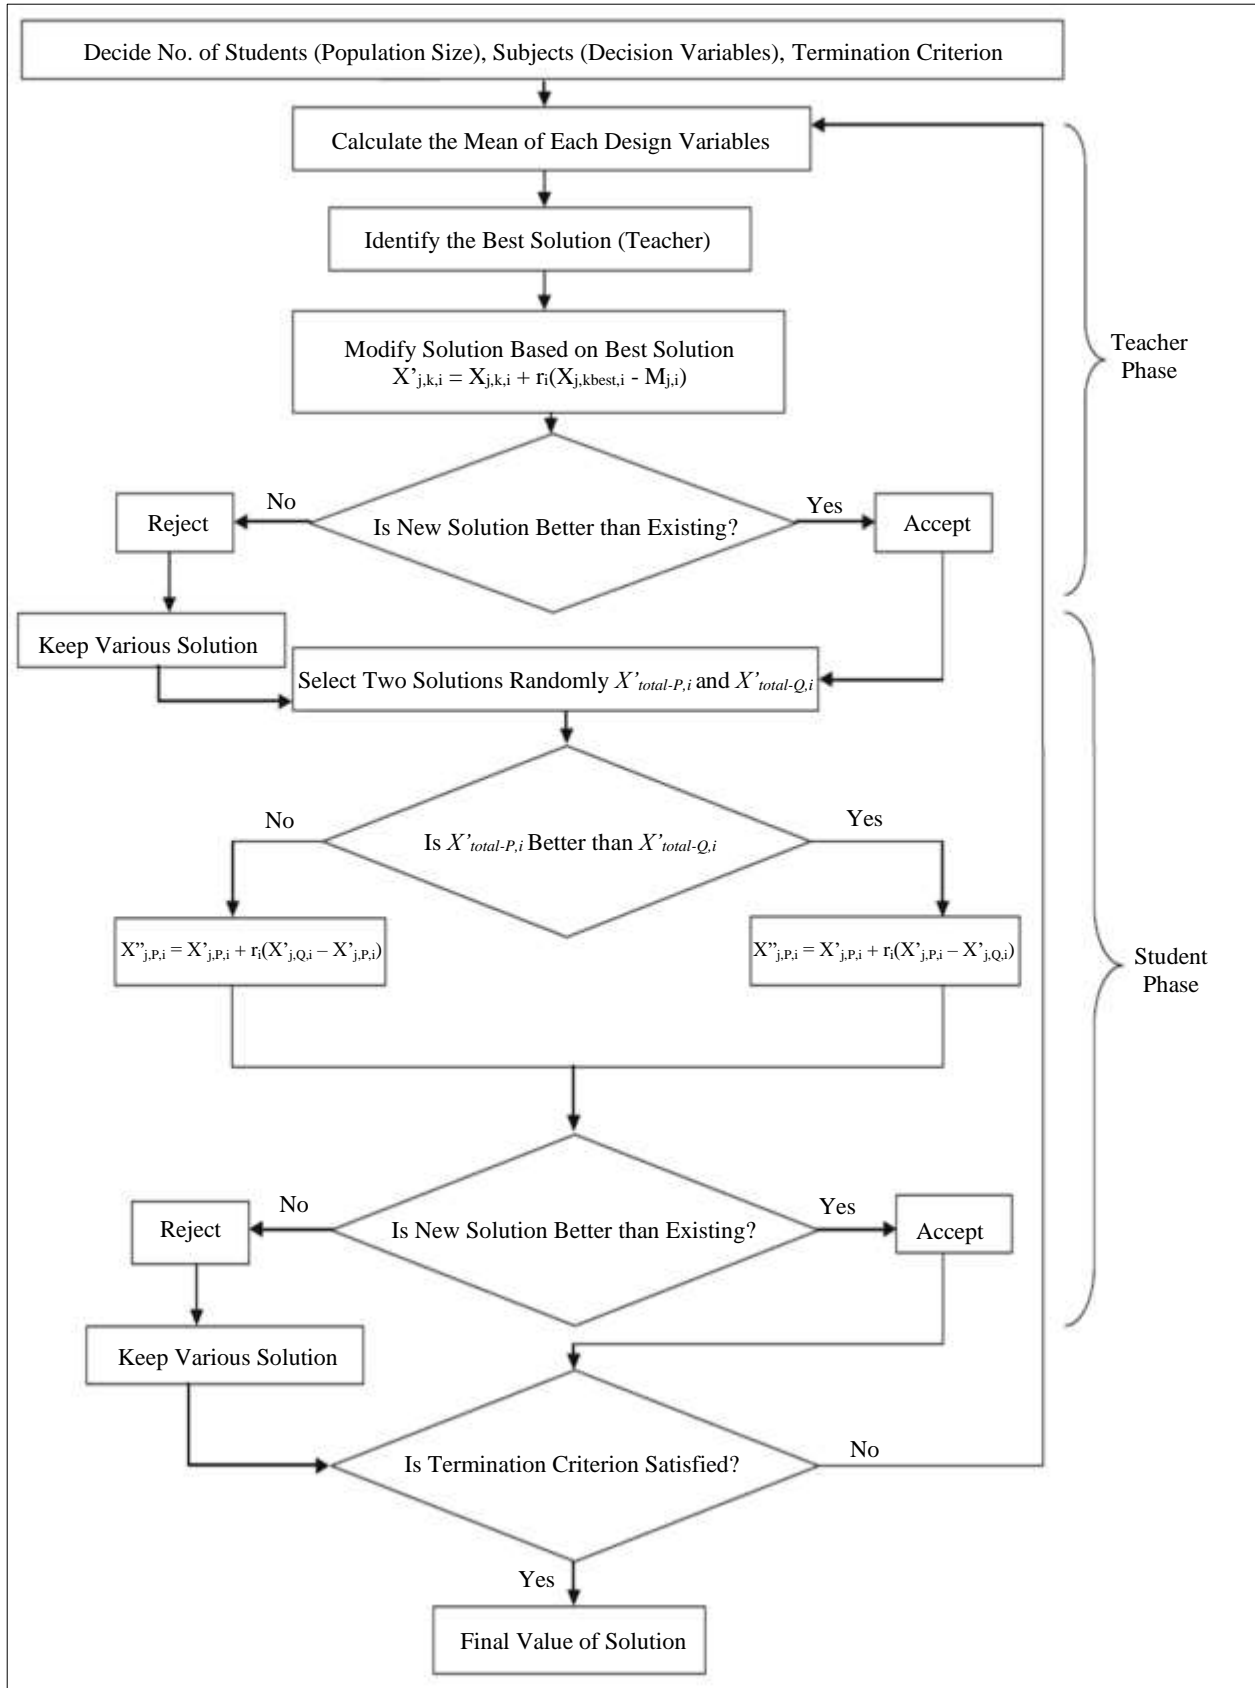 Decide No. of Students (Population Size), Subjects (Decision Variables), Termination Criterion
Calculate the Mean of Each Design Variables
Identify the Best Solution (Teacher)
Modify Solution Based on Best Solution
X’j,k,i = Xj,k,i + ri(Xj,kbest,i - Mj,i)
Teacher
Phase
No
Yes
Reject
Is New Solution Better than Existing?
Accept
Keep Various Solution
Select Two Solutions Randomly X’total-P,i and X’total-Q,i
No
Yes
Is X’total-P,i Better than X’total-Q,i
X”j,P,i = X’j,P,i + ri(X’j,Q,i – X’j,P,i)
X”j,P,i = X’j,P,i + ri(X’j,P,i – X’j,Q,i)
Student
Phase
No
Yes
Reject
Is New Solution Better than Existing?
Accept
Keep Various Solution
Is Termination Criterion Satisfied?
No
Yes
Final Value of Solution